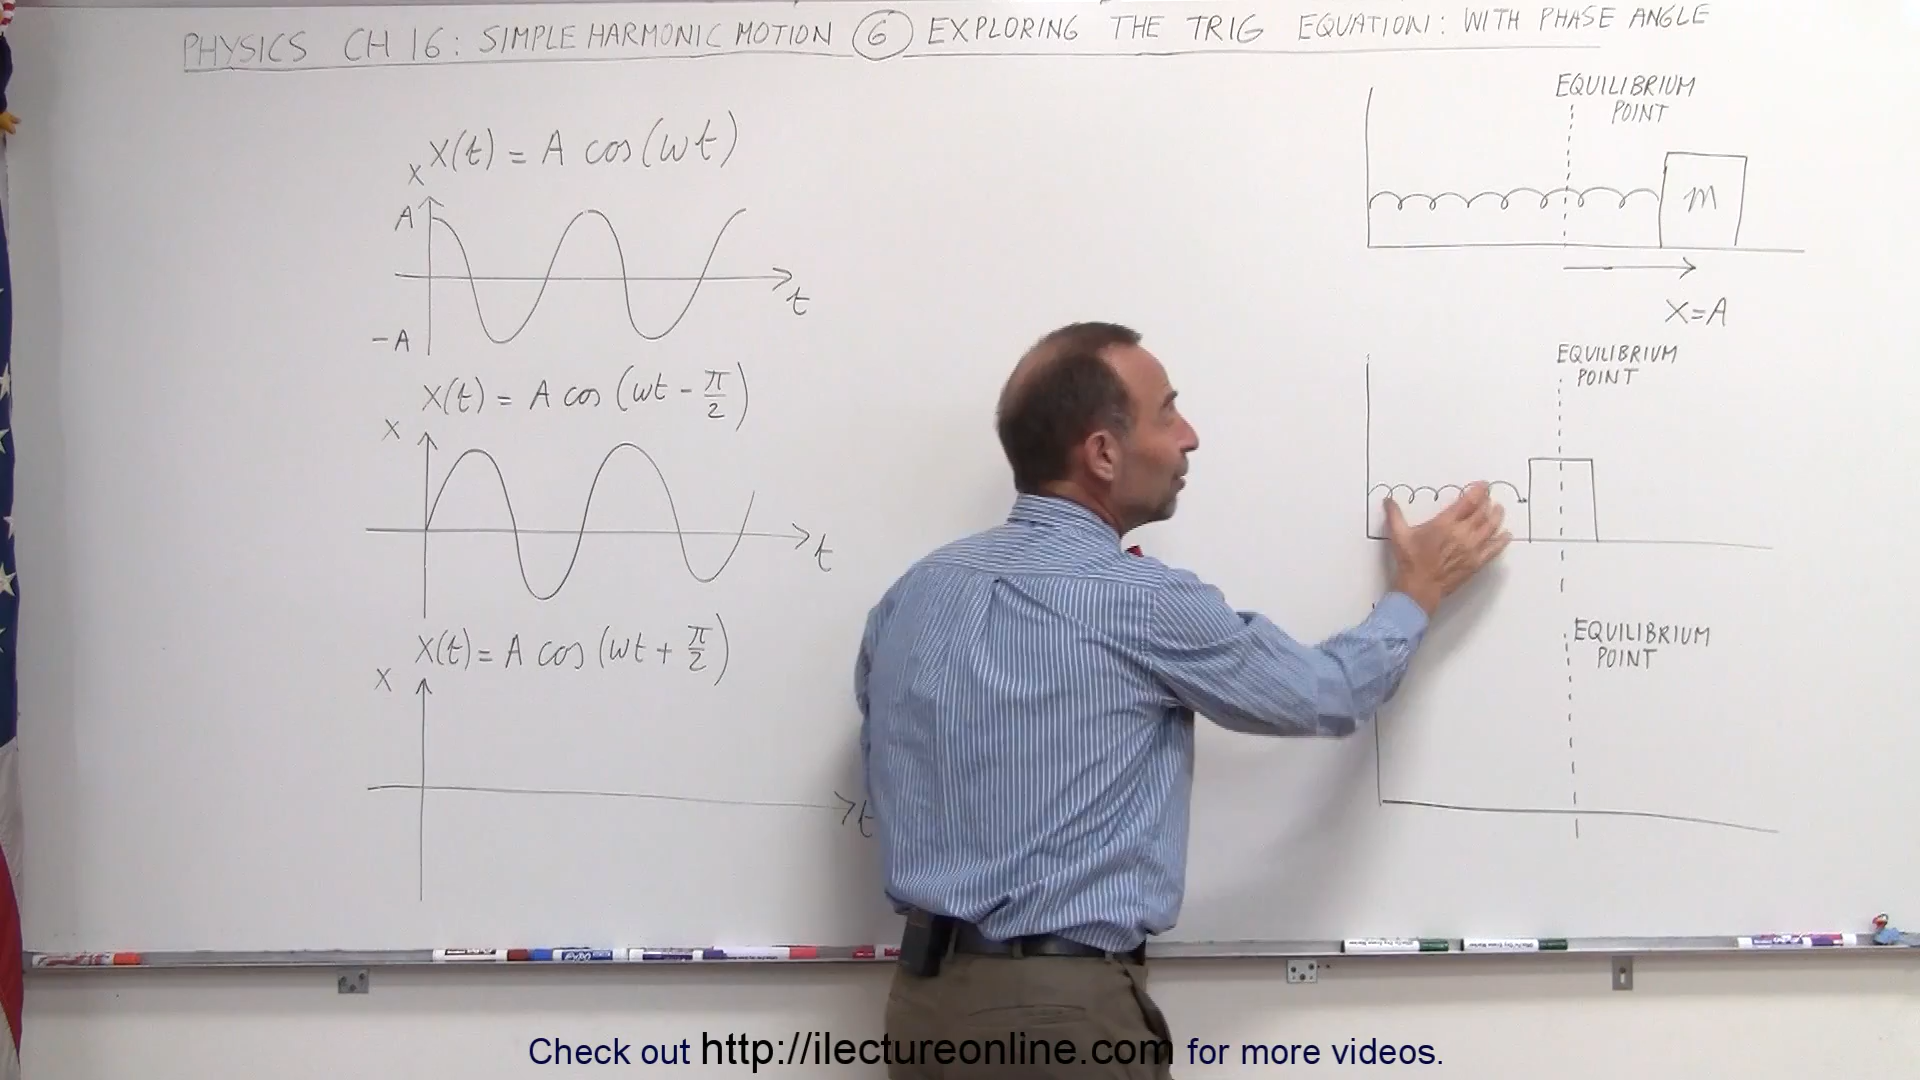 PHYSICS CH 16: SIMPLE HARMONIC MOTION 6 EXPLORING THE TRIG EQUATION: WITH PHASE ANGLE
X(t) = A cos(ωt)
x
A
-A
t
X(t) = A cos(ωt - π/2)
x
t
X(t) = A cos(ωt + π/2)
x
t
EQUILIBRIUM
POINT
m
X=A
EQUILIBRIUM
POINT
EQUILIBRIUM
POINT
Check out http://ilectureonline.com for more videos.